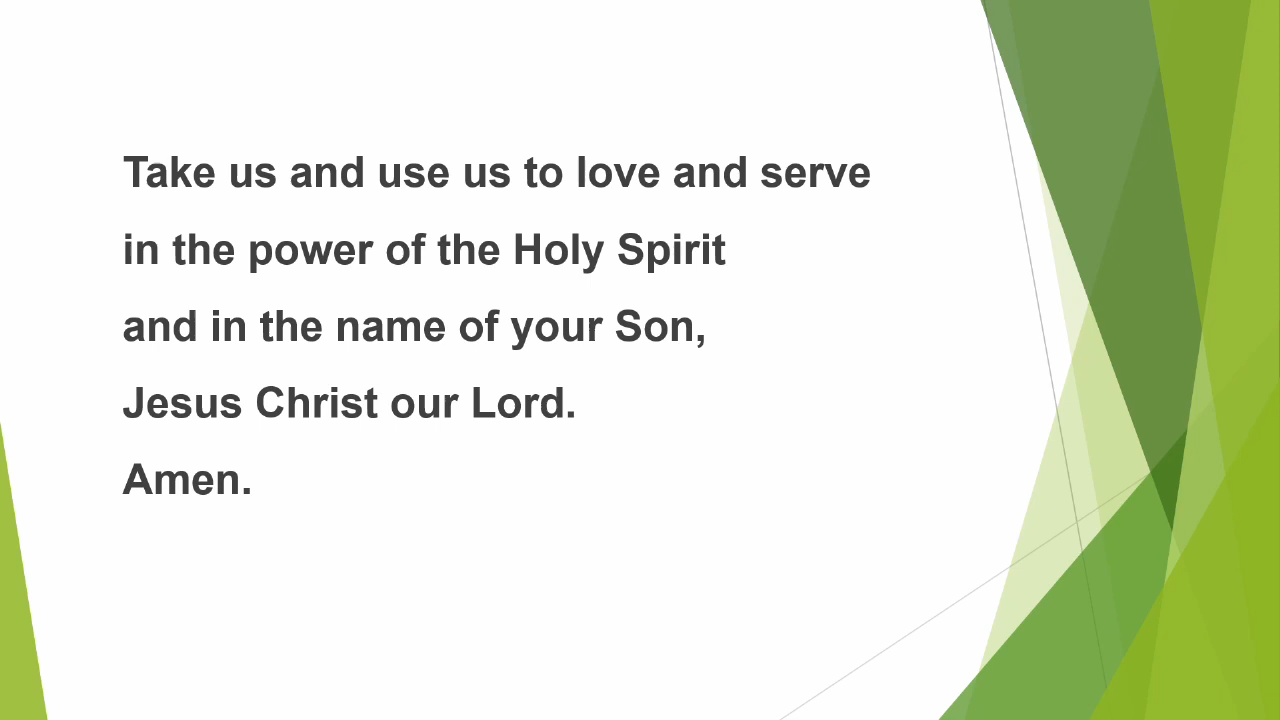 Take us and use us to love and serve
in the power of the Holy Spirit
and in the name of your Son,
Jesus Christ our Lord.
Amen.